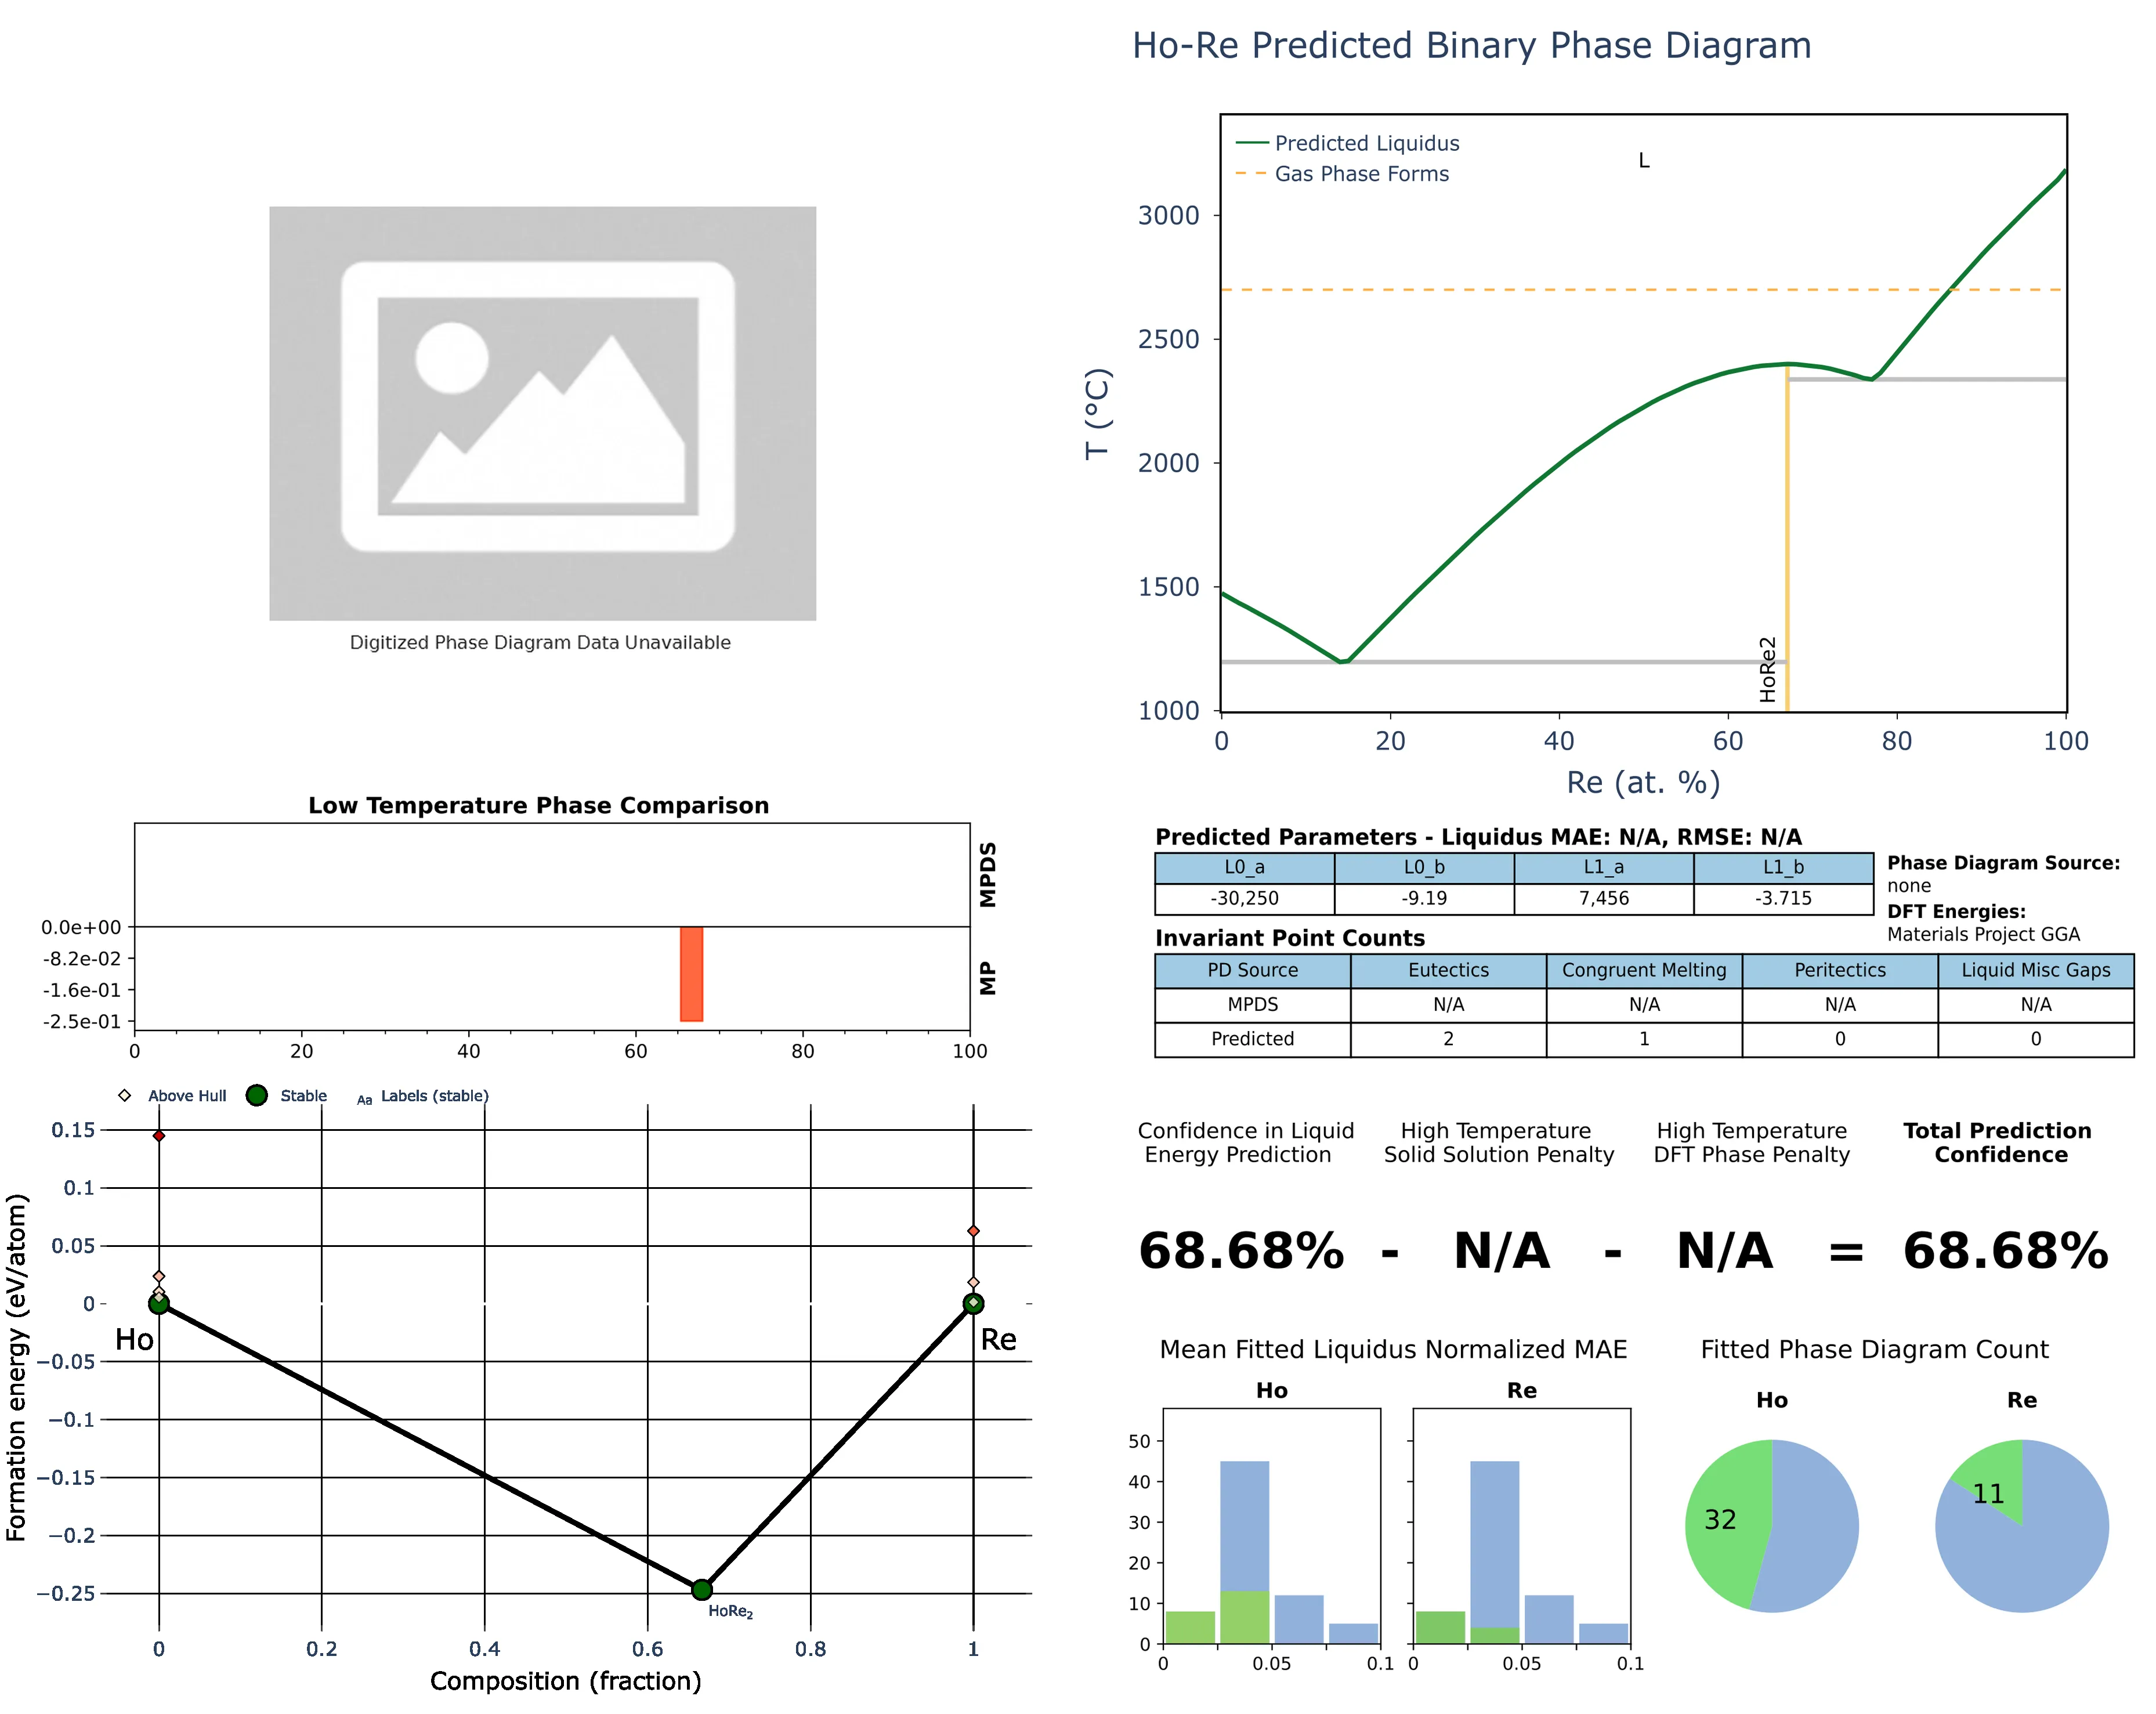 Ho-Re Predicted Binary Phase Diagram
Predicted Liquidus
Gas Phase Forms
L
3000
2500
2000
1500
1000
T (°C)
HoRe2
0 20 40 60 80 100
Re (at. %)
Digitized Phase Diagram Data Unavailable
Low Temperature Phase Comparison
MPDS
MP
0.0e+00
-8.2e-02
-1.6e-01
-2.5e-01
0 20 40 60 80 100
Predicted Parameters - Liquidus MAE: N/A, RMSE: N/A
L0_a L0_b L1_a L1_b
-30,250 -9.19 7,456 -3.715
Phase Diagram Source:
none
DFT Energies:
Materials Project GGA
Invariant Point Counts
PD Source Eutectics Congruent Melting Peritectics Liquid Misc Gaps
MPDS N/A N/A N/A N/A
Predicted 2 1 0 0
Above Hull Stable Aa Labels (stable)
0.15
0.1
0.05
0
−0.05
−0.1
−0.15
−0.2
−0.25
Formation energy (eV/atom)
Ho
Re
HoRe2
0 0.2 0.4 0.6 0.8 1
Composition (fraction)
Confidence in Liquid
Energy Prediction
High Temperature
Solid Solution Penalty
High Temperature
DFT Phase Penalty
Total Prediction
Confidence
68.68% - N/A - N/A = 68.68%
Mean Fitted Liquidus Normalized MAE
Ho
Re
50
40
30
20
10
0
0 0.05 0.1
0 0.05 0.1
Fitted Phase Diagram Count
Ho
Re
32
11